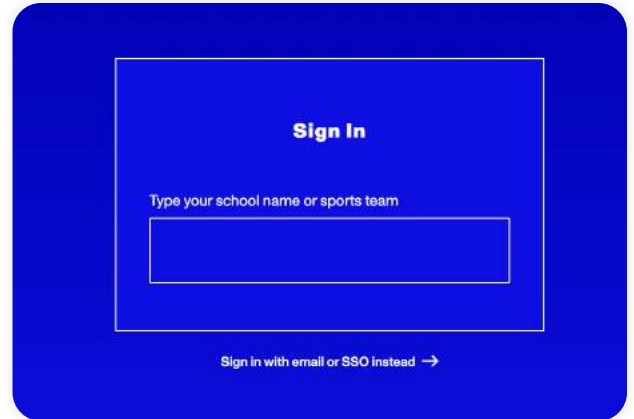 Sign In
Type your school name or sports team
Sign in with email or SSO instead →